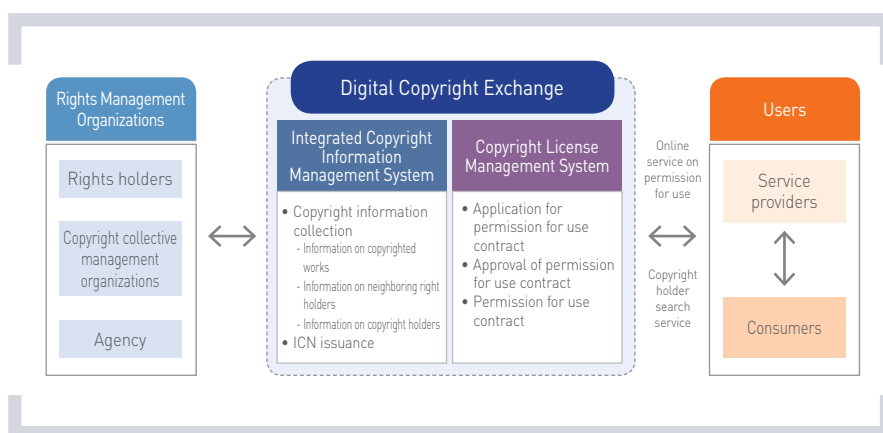 Rights Management
Organizations
Rights holders
Copyright collective
management
organizations
Agency
Digital Copyright Exchange
Integrated Copyright
Information
Management System
• Copyright information
collection
- Information on copyrighted
works
- Information on neighboring right
holders
- Information on copyright holders
• ICN issuance
Copyright License
Management System
• Application for
permission for use
contract
• Approval of permission
for use contract
• Permission for use
contract
Online
service on
permission
for use
Copyright
holder
search
service
Users
Service
providers
Consumers